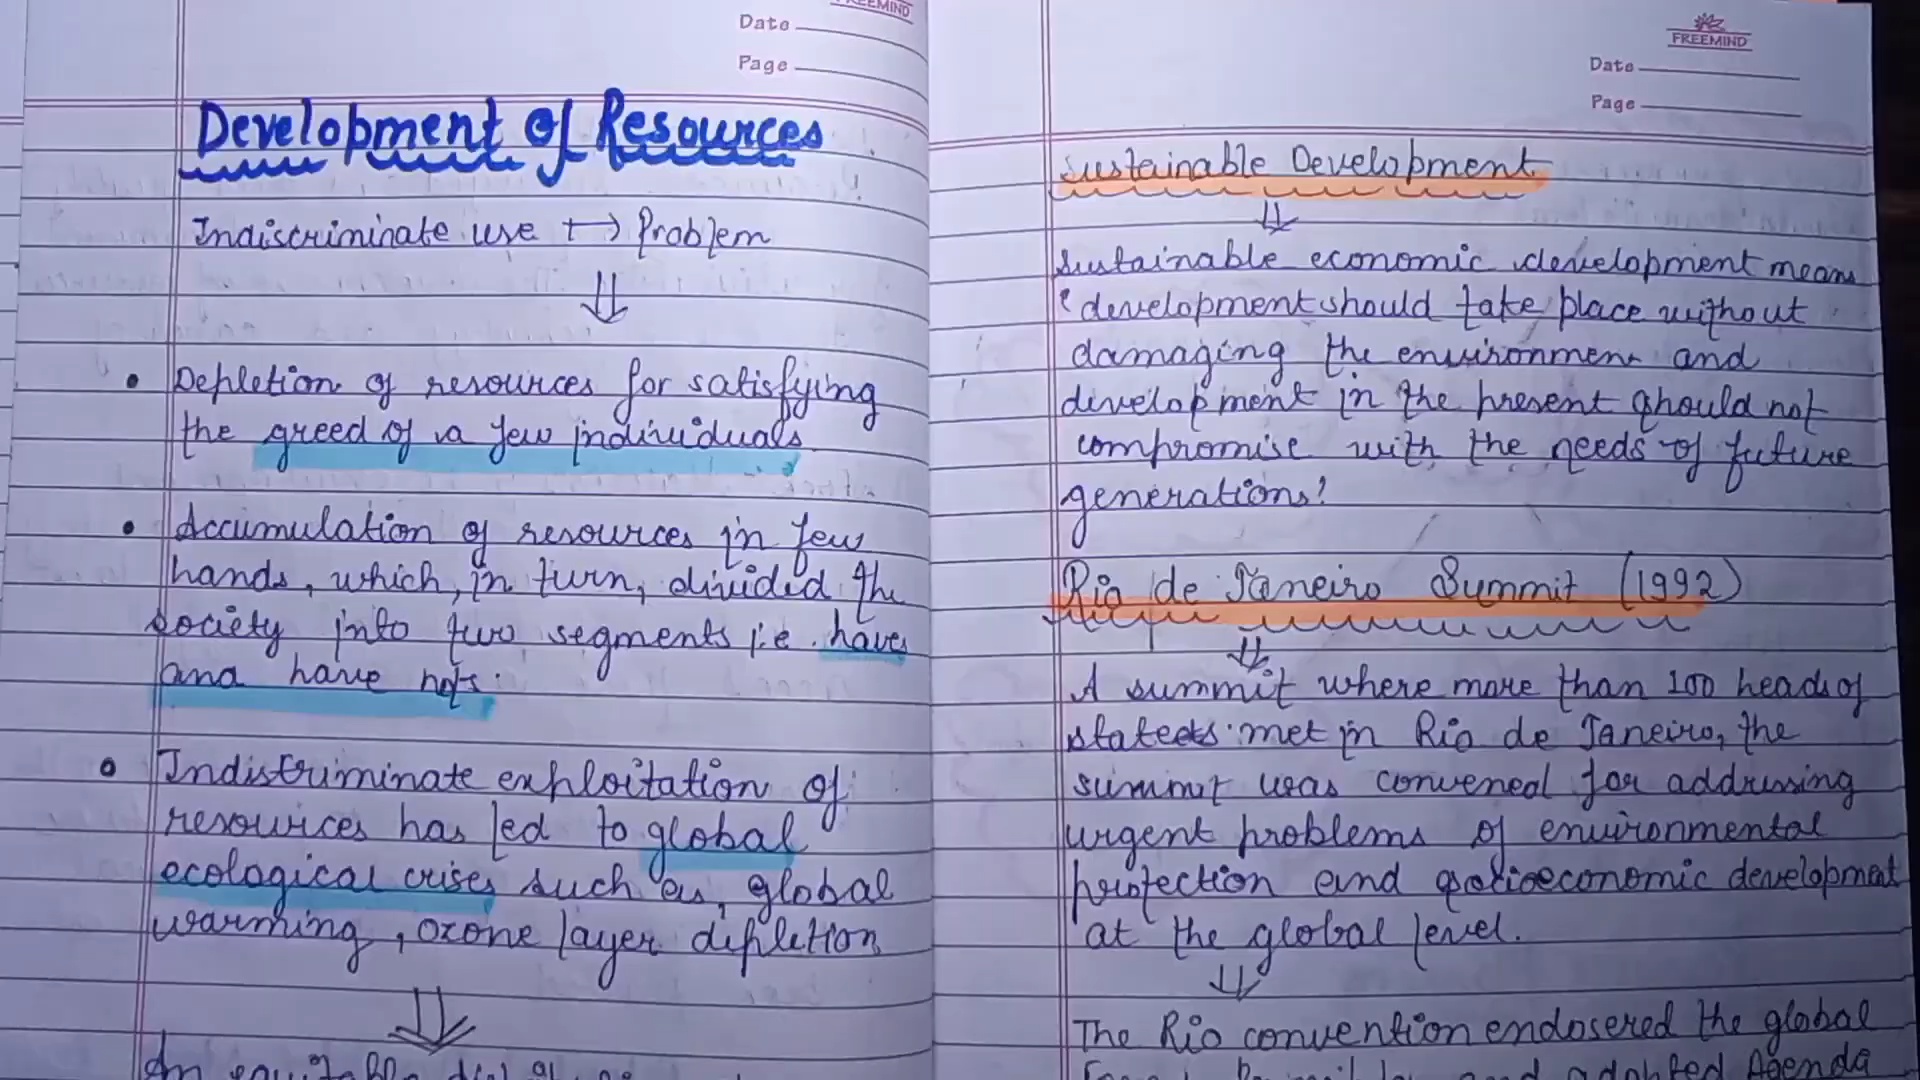 FREEMIND
Date
Page
Development of Resources
Indiscriminate use → Problem
⇓
• Depletion of resources for satisfying
the greed of a few individuals
• Accumulation of resources in few
hands, which, in turn, divided the
society into two segments i.e. haves
and have nots.
• Indistriminate exploitation of
resources has led to global
ecological crises such as, global
warming, ozone layer depletion
⇓
An
FREEMIND
Date
Page
Sustainable Development
⇓
Sustainable economic development means
'development should take place without
damaging the environment and
development in the present should not
compromise with the needs of future
generations!
Rio de Janeiro Summit (1992)
⇓
A summit where more than 100 heads of
met in Rio de Janeiro, the
summit was convened for addressing
urgent problems of environmental
protection and socioeconomic development
at the global level.
⇓
The Rio convention endosered the global
and adopted Agenda